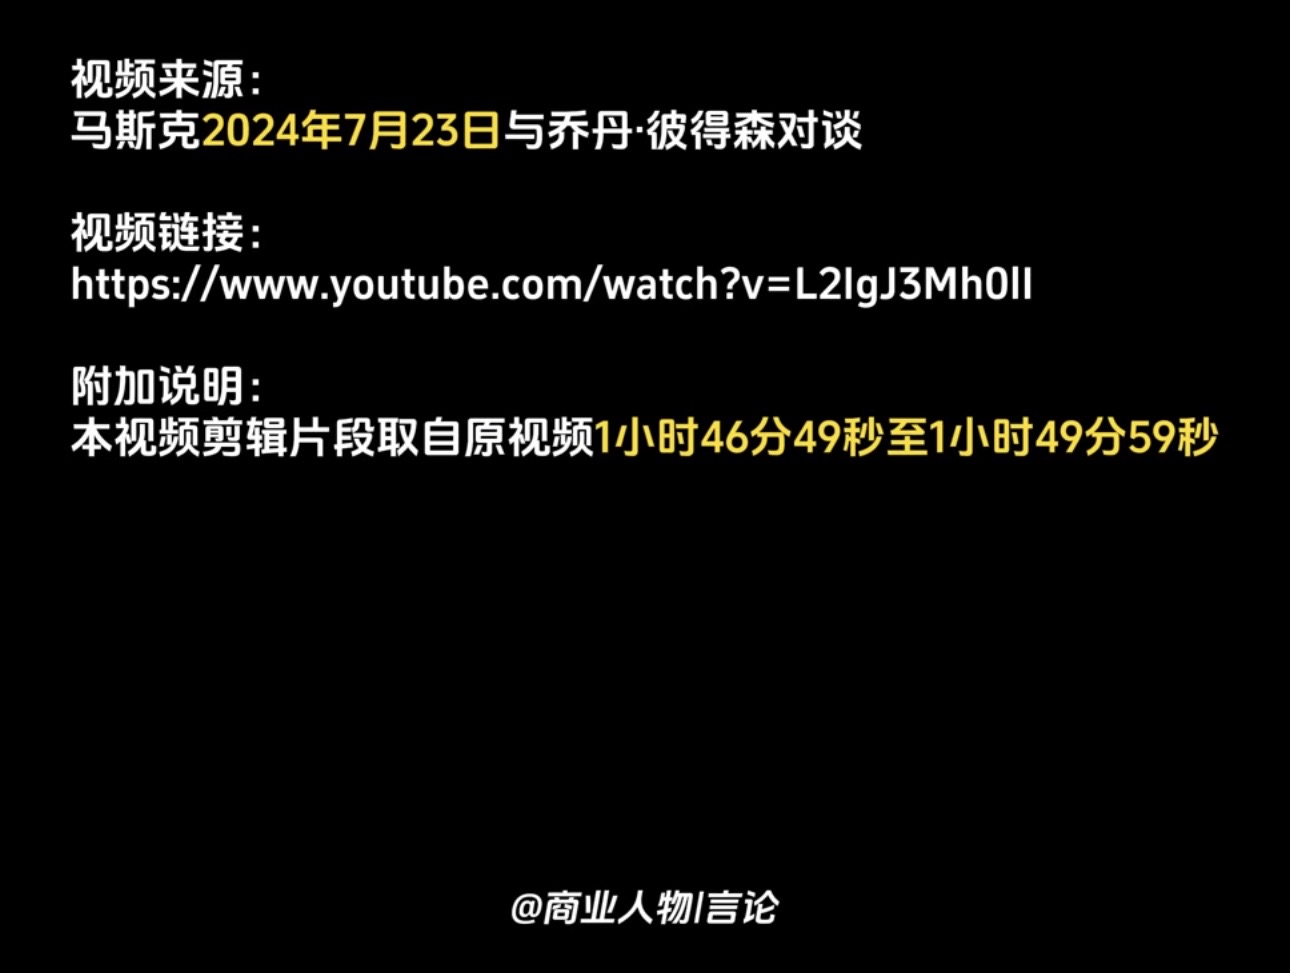 视频来源：
马斯克2024年7月23日与乔丹·彼得森对谈
视频链接：
https://www.youtube.com/watch?v=L2IgJ3Mh0lI
附加说明：
本视频剪辑片段取自原视频1小时46分49秒至1小时49分59秒
@商业人物|言论